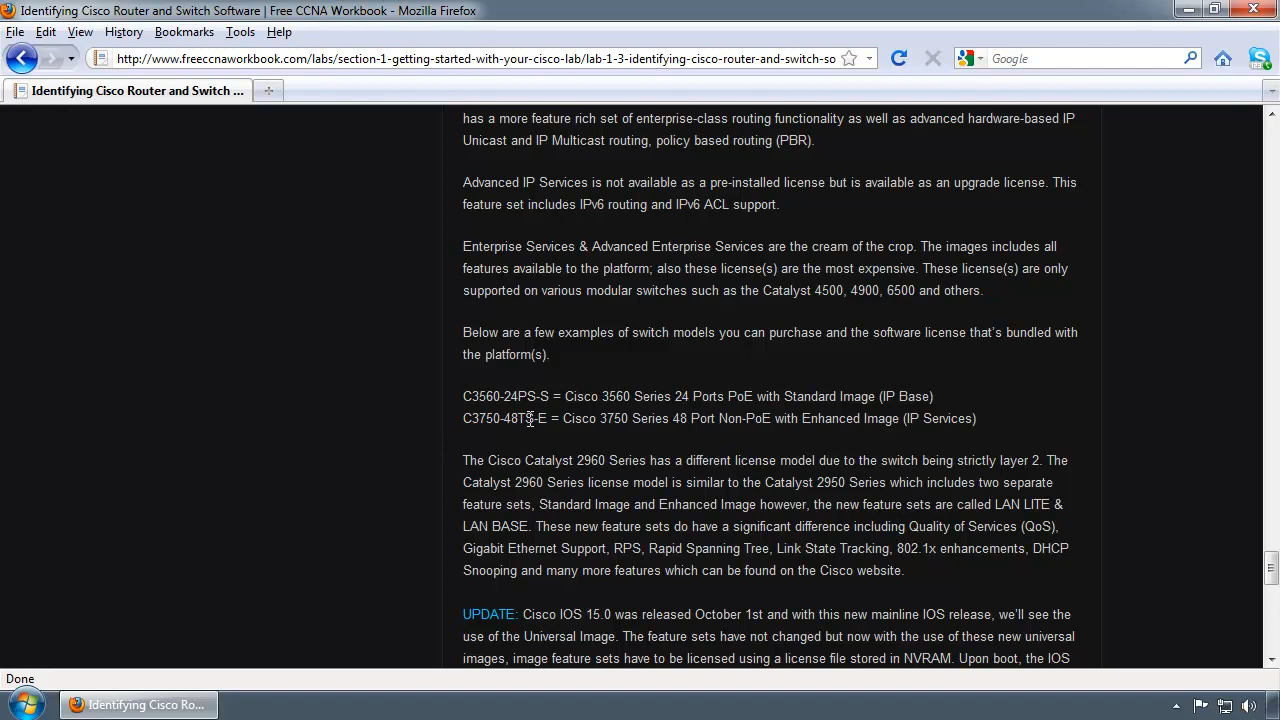 Identifying Cisco Router and Switch Software | Free CCNA Workbook - Mozilla Firefox
File Edit View History Bookmarks Tools Help
http://www.freeccnaworkbook.com/labs/section-1-getting-started-with-your-cisco-lab/lab-1-3-identifying-cisco-router-and-switch-so
Google
Identifying Cisco Router and Switch ...
has a more feature rich set of enterprise-class routing functionality as well as advanced hardware-based IP
Unicast and IP Multicast routing, policy based routing (PBR).
Advanced IP Services is not available as a pre-installed license but is available as an upgrade license. This
feature set includes IPv6 routing and IPv6 ACL support.
Enterprise Services & Advanced Enterprise Services are the cream of the crop. The images includes all
features available to the platform; also these license(s) are the most expensive. These license(s) are only
supported on various modular switches such as the Catalyst 4500, 4900, 6500 and others.
Below are a few examples of switch models you can purchase and the software license that's bundled with
the platform(s).
C3560-24PS-S = Cisco 3560 Series 24 Ports PoE with Standard Image (IP Base)
C3750-48TS-E = Cisco 3750 Series 48 Port Non-PoE with Enhanced Image (IP Services)
The Cisco Catalyst 2960 Series has a different license model due to the switch being strictly layer 2. The
Catalyst 2960 Series license model is similar to the Catalyst 2950 Series which includes two separate
feature sets, Standard Image and Enhanced Image however, the new feature sets are called LAN LITE &
LAN BASE. These new feature sets do have a significant difference including Quality of Services (QoS),
Gigabit Ethernet Support, RPS, Rapid Spanning Tree, Link State Tracking, 802.1x enhancements, DHCP
Snooping and many more features which can be found on the Cisco website.
UPDATE: Cisco IOS 15.0 was released October 1st and with this new mainline IOS release, we'll see the
use of the Universal Image. The feature sets have not changed but now with the use of these new universal
images, image feature sets have to be licensed using a license file stored in NVRAM. Upon boot, the IOS
Done
Identifying Cisco Ro...